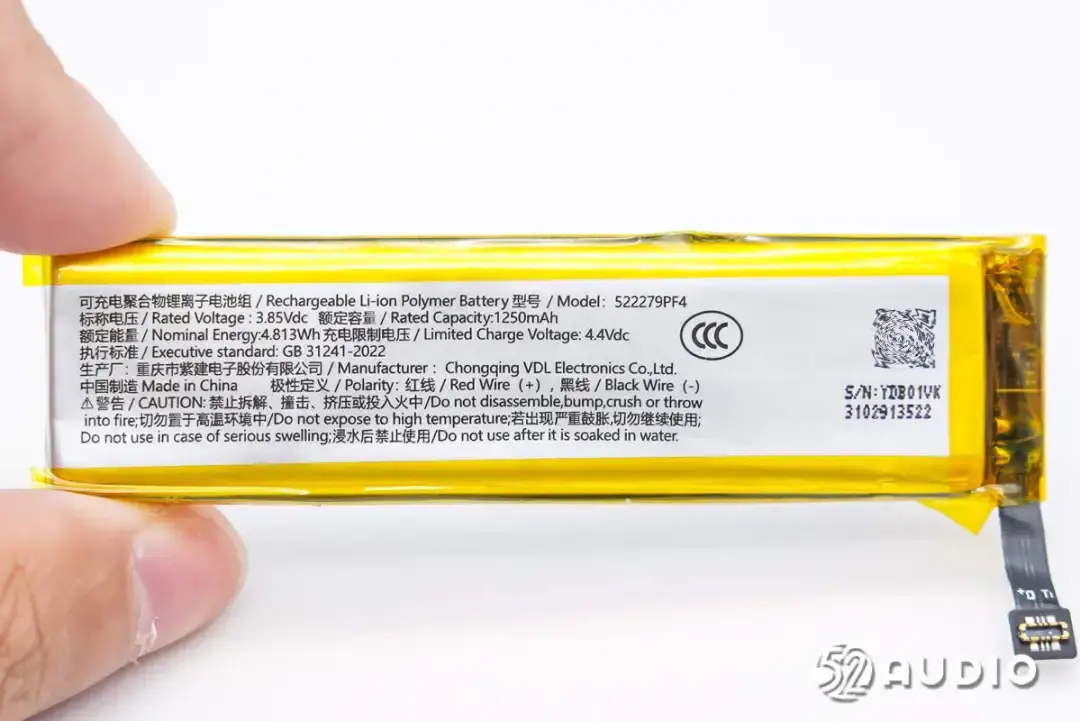 可充电聚合物锂离子电池组 / Rechargeable Li-ion Polymer Battery 型号 / Model: 522279PF4
标称电压 / Rated Voltage : 3.85Vdc 额定容量 / Rated Capacity:1250mAh
额定能量 / Nominal Energy:4.813Wh 充电限制电压 / Limited Charge Voltage: 4.4Vdc
执行标准 / Executive standard: GB 31241-2022
生产厂: 重庆市紫建电子股份有限公司 / Manufacturer : Chongqing VDL Electronics Co.,Ltd.
中国制造 Made in China 极性定义 / Polarity: 红线 / Red Wire (+) , 黑线 / Black Wire (-)
⚠警告 / CAUTION: 禁止拆解、撞击、挤压或投入火中/Do not disassemble,bump,crush or throw
into fire;切勿置于高温环境中/Do not expose to high temperature;若出现严重鼓胀,切勿继续使用;
Do not use in case of serious swelling;浸水后禁止使用/Do not use after it is soaked in water.
CCC
S/N:YDB01VK
3102913522
52 AUDIO